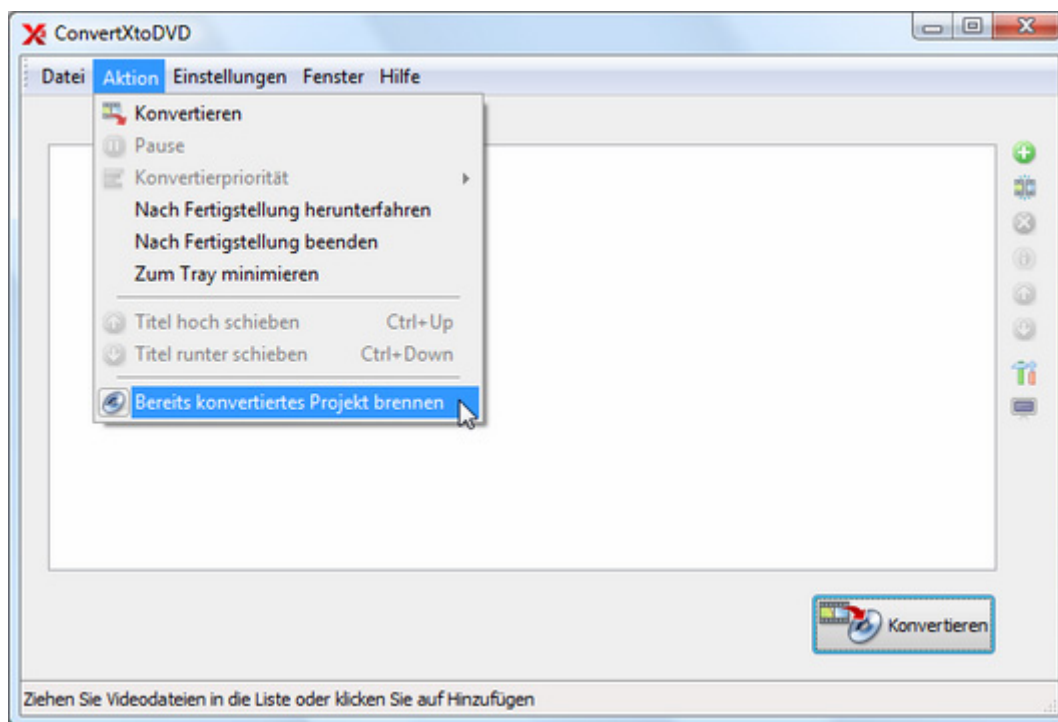 ConvertXtoDVD
Datei Aktion Einstellungen Fenster Hilfe
Konvertieren
Pause
Konvertierpriorität
Nach Fertigstellung herunterfahren
Nach Fertigstellung beenden
Zum Tray minimieren
Titel hoch schieben Ctrl+Up
Titel runter schieben Ctrl+Down
Bereits konvertiertes Projekt brennen
Konvertieren
Ziehen Sie Videodateien in die Liste oder klicken Sie auf Hinzufügen